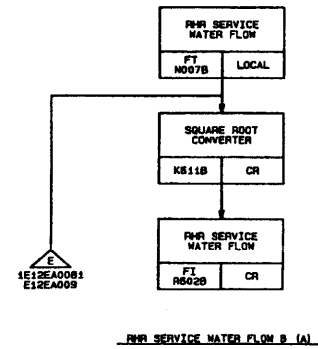 RHR SERVICE
WATER FLOW
FT
N007B
LOCAL
SQUARE ROOT
CONVERTER
K611B
CR
RHR SERVICE
WATER FLOW
FI
R602B
CR
E
1E12EA0081
E12EA009
RHR SERVICE WATER FLOW B (A)